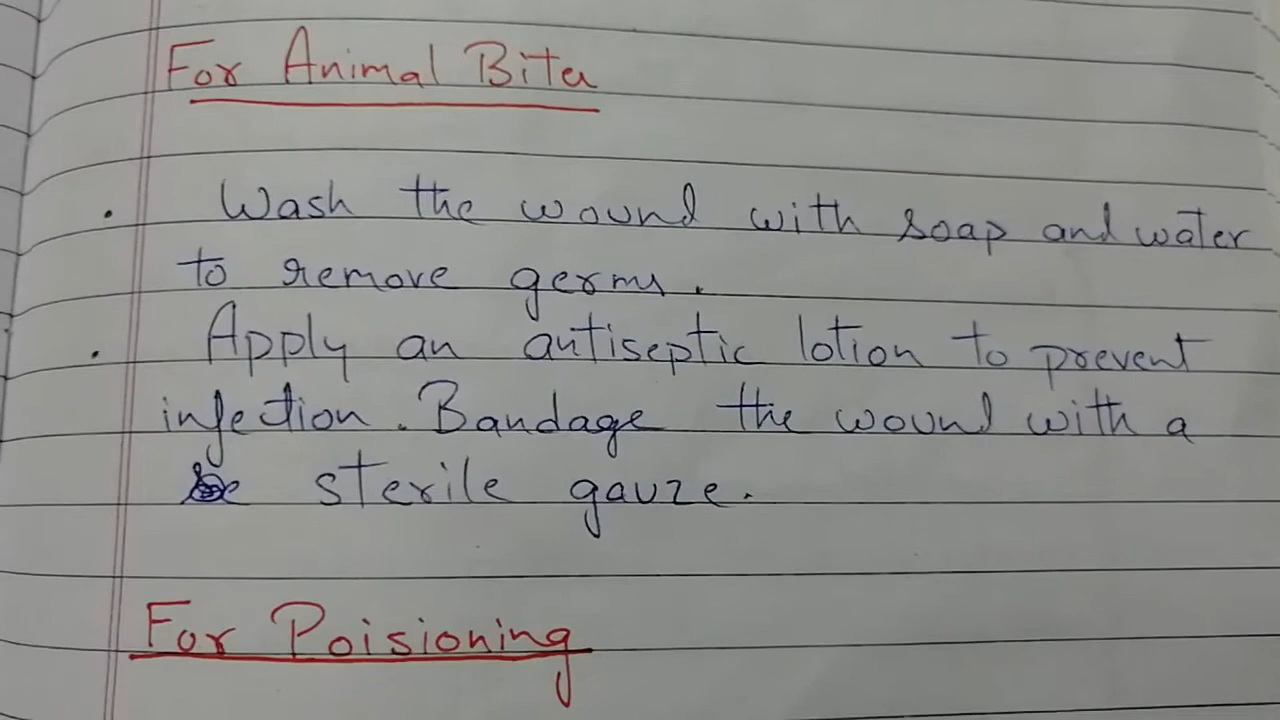 For Animal Bites
. Wash the wound with soap and water
to remove germs.
. Apply an antiseptic lotion to prevent
infection. Bandage the wound with a
sterile gauze.
For Poisioning